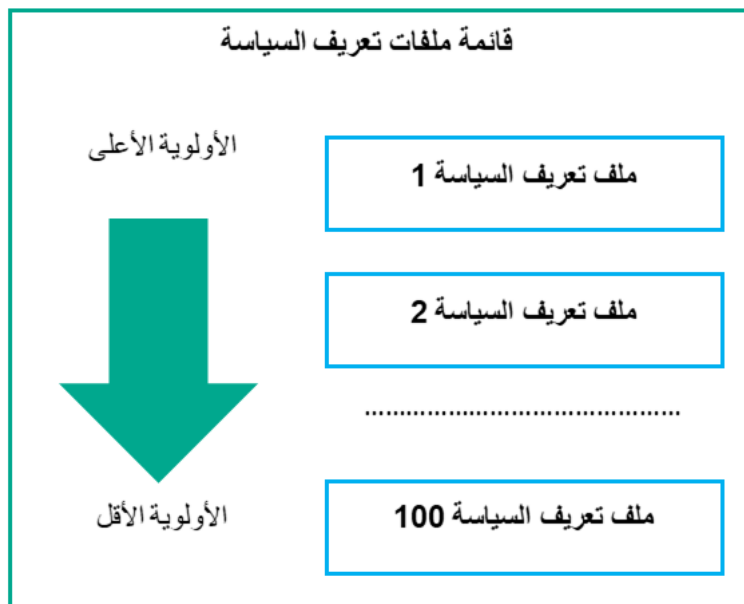 قائمة ملفات تعريف السياسة
الأولوية الأعلى
ملف تعريف السياسة 1
ملف تعريف السياسة 2
............................................
ملف تعريف السياسة 100
الأولوية الأقل